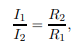 I₁/I₂ = R₂/R₁,